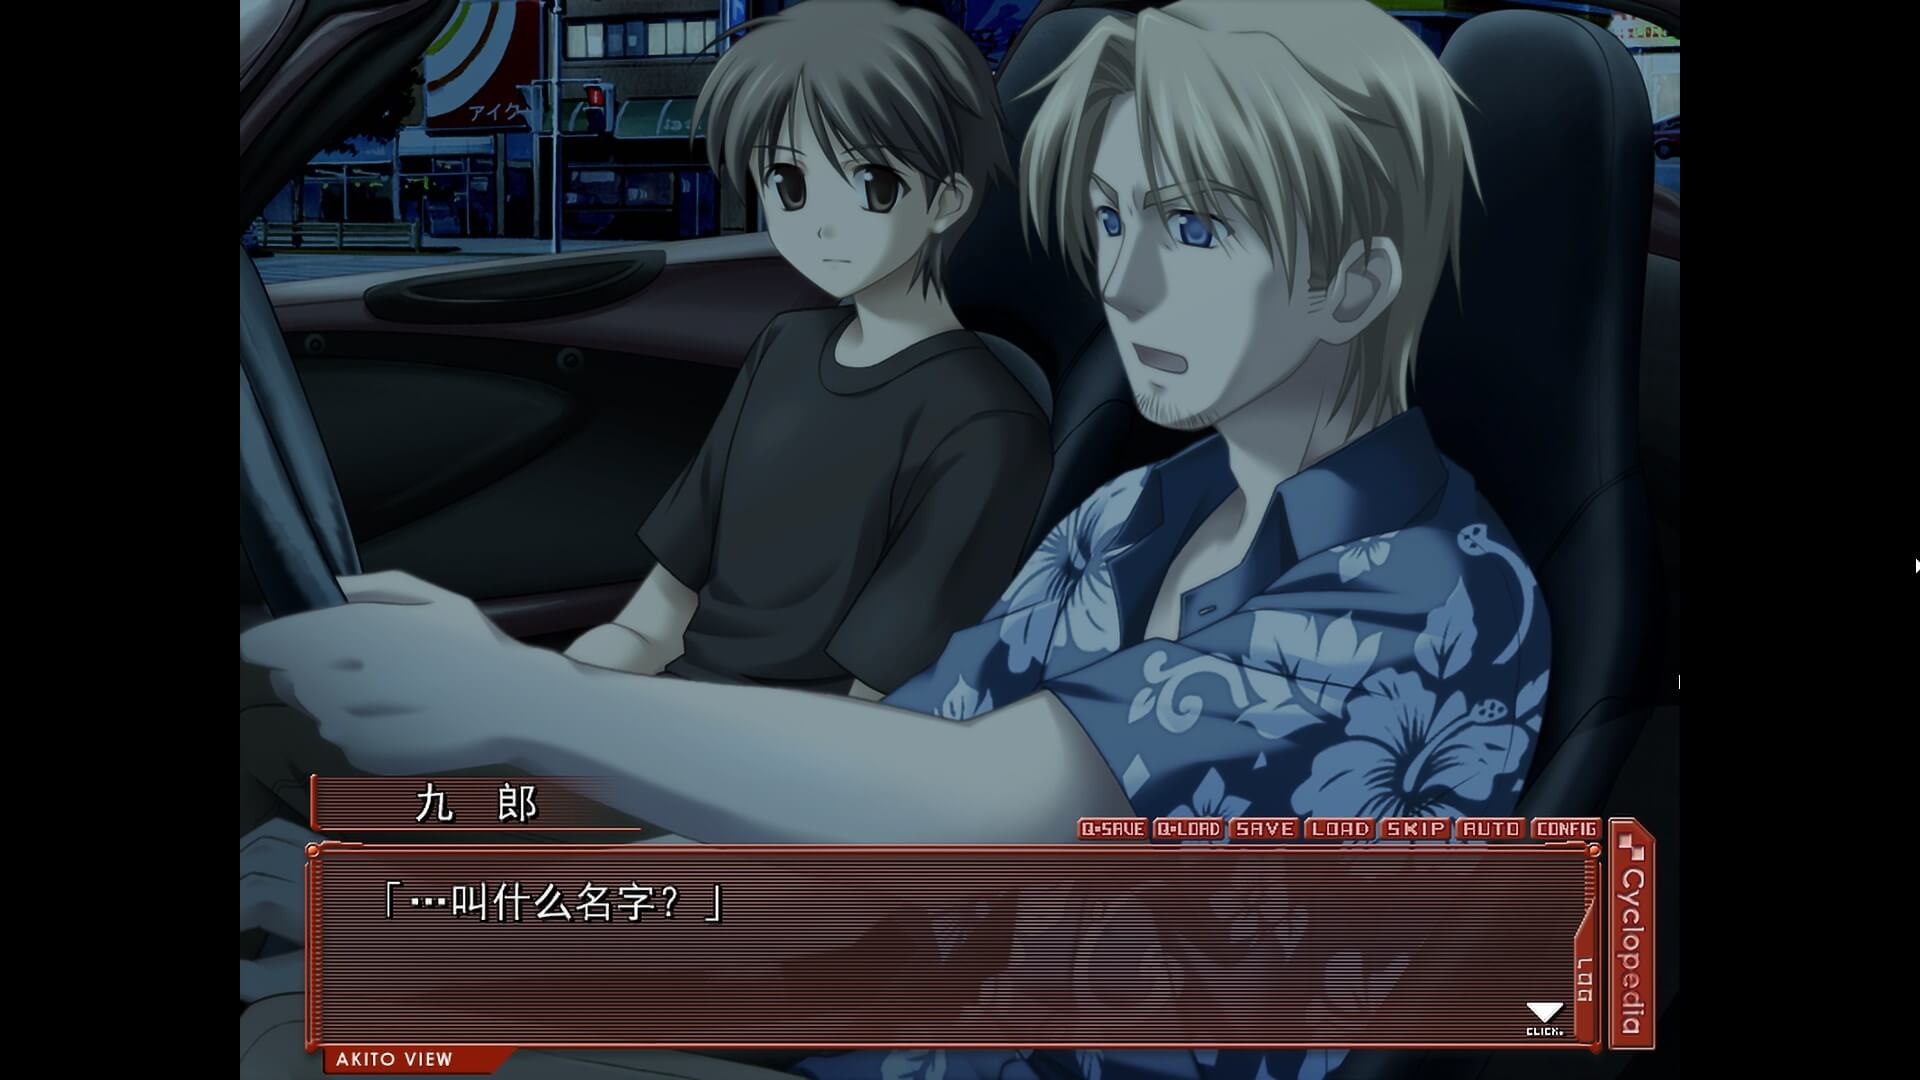 アイク
九　郎
Q-SAVE Q-LOAD SAVE LOAD SKIP AUTO CONFIG
「…叫什么名字？」
LOG
Cyclopedia
CLICK.
AKITO VIEW